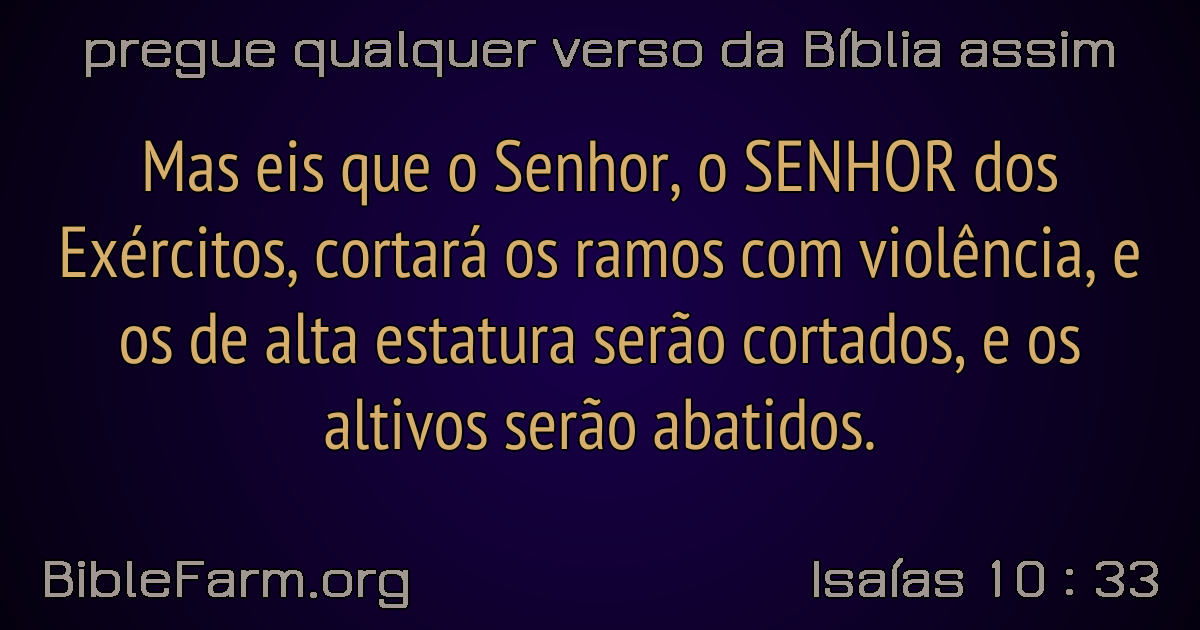 pregue qualquer verso da Bíblia assim
Mas eis que o Senhor, o SENHOR dos
Exércitos, cortará os ramos com violência, e
os de alta estatura serão cortados, e os
altivos serão abatidos.
BibleFarm.org
Isaías 10 : 33